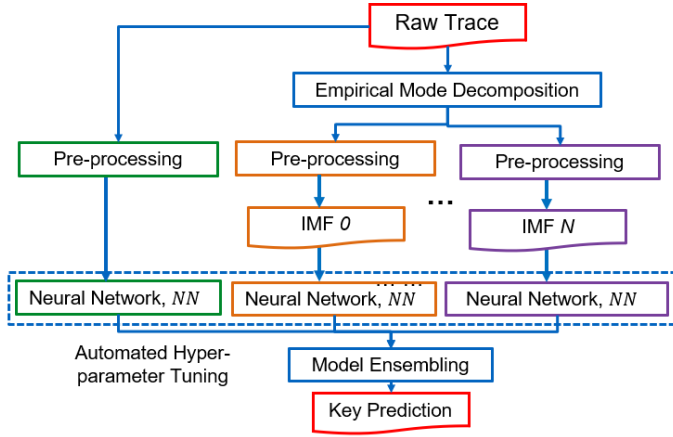 Raw Trace
Empirical Mode Decomposition
Pre-processing
Pre-processing
Pre-processing
...
IMF 0
IMF N
... ...
Neural Network, NN
Neural Network, NN
Neural Network, NN
Automated Hyper-
parameter Tuning
Model Ensembling
Key Prediction